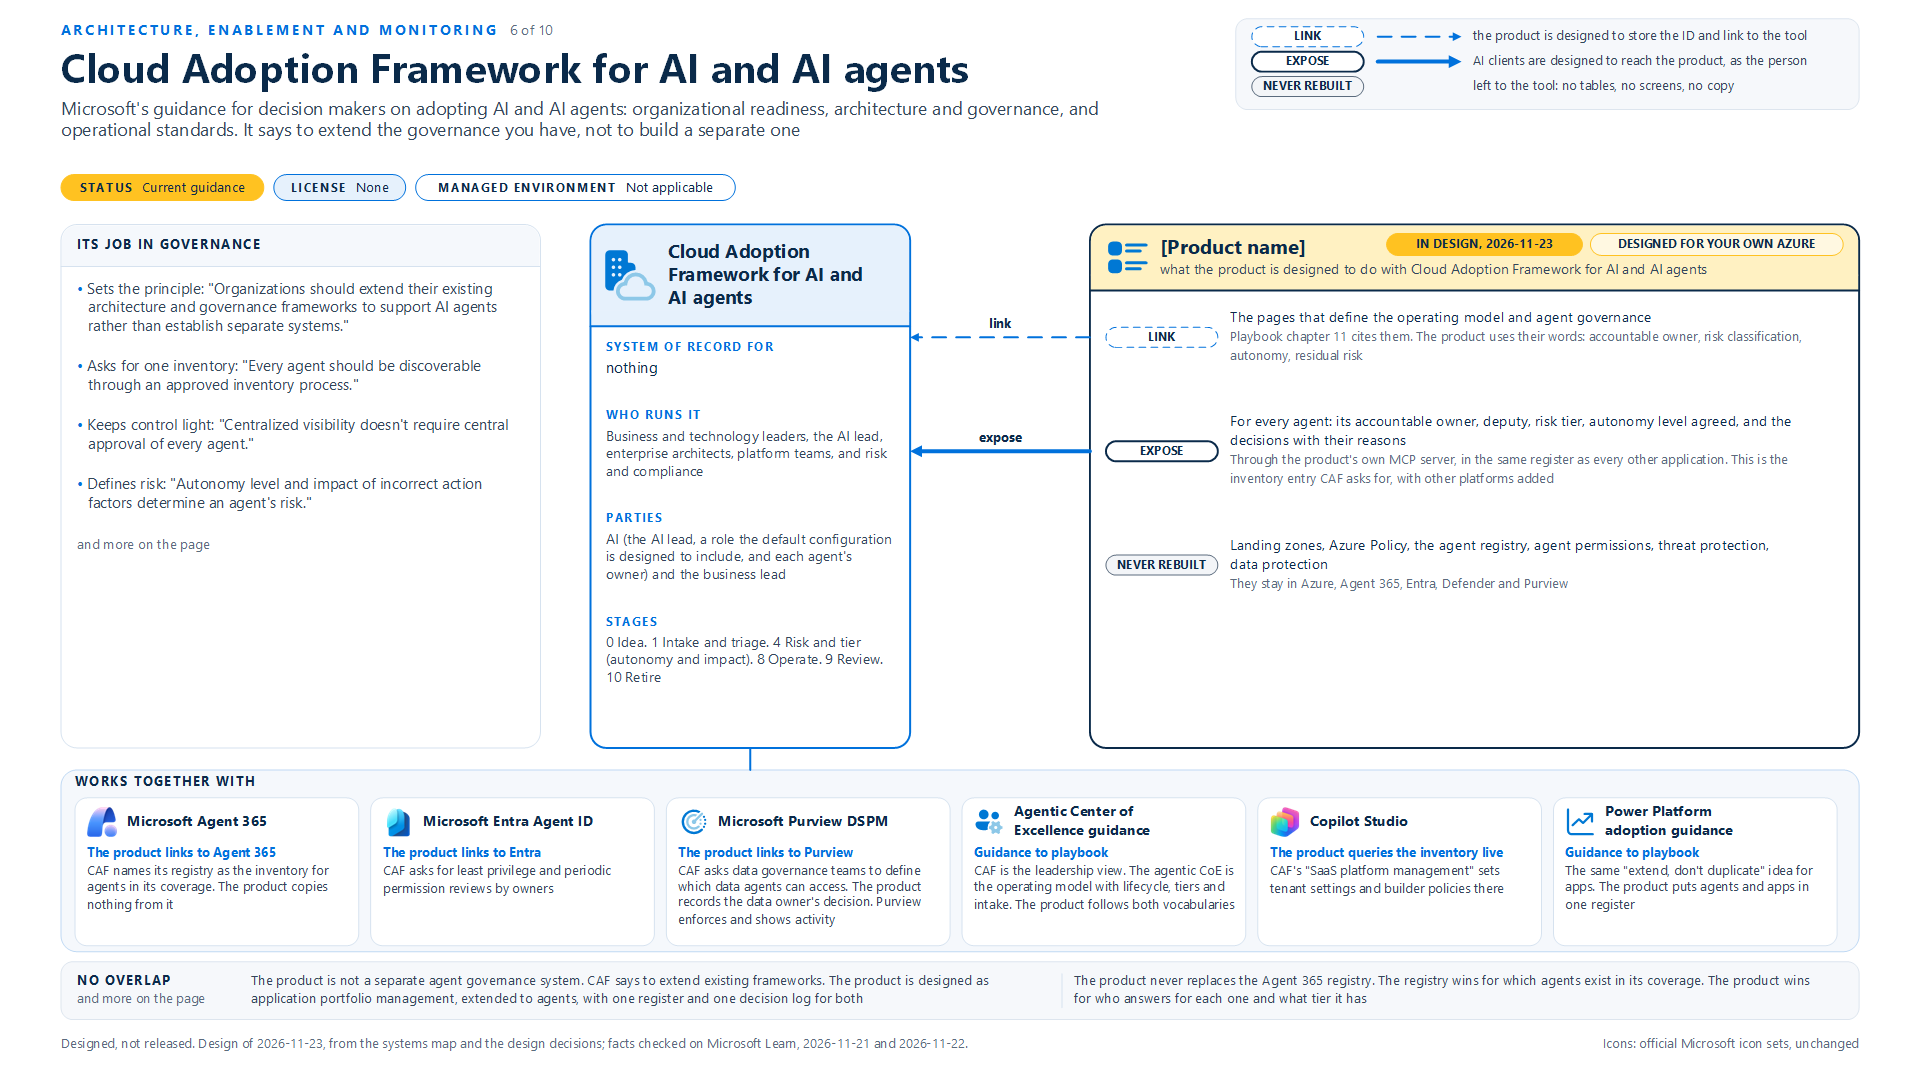 ARCHITECTURE, ENABLEMENT AND MONITORING 6 of 10
Cloud Adoption Framework for AI and AI agents
Microsoft's guidance for decision makers on adopting AI and AI agents: organizational readiness, architecture and governance, and
operational standards. It says to extend the governance you have, not to build a separate one
LINK the product is designed to store the ID and link to the tool
EXPOSE AI clients are designed to reach the product, as the person
NEVER REBUILT left to the tool: no tables, no screens, no copy
STATUS Current guidance
LICENSE None
MANAGED ENVIRONMENT Not applicable
ITS JOB IN GOVERNANCE
• Sets the principle: "Organizations should extend their existing
architecture and governance frameworks to support AI agents
rather than establish separate systems."
• Asks for one inventory: "Every agent should be discoverable
through an approved inventory process."
• Keeps control light: "Centralized visibility doesn't require central
approval of every agent."
• Defines risk: "Autonomy level and impact of incorrect action
factors determine an agent's risk."
and more on the page
Cloud Adoption
Framework for AI and
AI agents
SYSTEM OF RECORD FOR
nothing
WHO RUNS IT
Business and technology leaders, the AI lead,
enterprise architects, platform teams, and risk
and compliance
PARTIES
AI (the AI lead, a role the default configuration
is designed to include, and each agent's
owner) and the business lead
STAGES
0 Idea. 1 Intake and triage. 4 Risk and tier
(autonomy and impact). 8 Operate. 9 Review.
10 Retire
link
expose
[Product name]
IN DESIGN, 2026-11-23
DESIGNED FOR YOUR OWN AZURE
what the product is designed to do with Cloud Adoption Framework for AI and AI agents
LINK
The pages that define the operating model and agent governance
Playbook chapter 11 cites them. The product uses their words: accountable owner, risk classification,
autonomy, residual risk
EXPOSE
For every agent: its accountable owner, deputy, risk tier, autonomy level agreed, and the
decisions with their reasons
Through the product's own MCP server, in the same register as every other application. This is the
inventory entry CAF asks for, with other platforms added
NEVER REBUILT
Landing zones, Azure Policy, the agent registry, agent permissions, threat protection,
data protection
They stay in Azure, Agent 365, Entra, Defender and Purview
WORKS TOGETHER WITH
Microsoft Agent 365
The product links to Agent 365
CAF names its registry as the inventory for
agents in its coverage. The product copies
nothing from it
Microsoft Entra Agent ID
The product links to Entra
CAF asks for least privilege and periodic
permission reviews by owners
Microsoft Purview DSPM
The product links to Purview
CAF asks data governance teams to define
which data agents can access. The product
records the data owner's decision. Purview
enforces and shows activity
Agentic Center of
Excellence guidance
Guidance to playbook
CAF is the leadership view. The agentic CoE is
the operating model with lifecycle, tiers and
intake. The product follows both vocabularies
Copilot Studio
The product queries the inventory live
CAF's "SaaS platform management" sets
tenant settings and builder policies there
Power Platform
adoption guidance
Guidance to playbook
The same "extend, don't duplicate" idea for
apps. The product puts agents and apps in
one register
NO OVERLAP
and more on the page
The product is not a separate agent governance system. CAF says to extend existing frameworks. The product is designed as
application portfolio management, extended to agents, with one register and one decision log for both
The product never replaces the Agent 365 registry. The registry wins for which agents exist in its coverage. The product wins
for who answers for each one and what tier it has
Designed, not released. Design of 2026-11-23, from the systems map and the design decisions; facts checked on Microsoft Learn, 2026-11-21 and 2026-11-22.
Icons: official Microsoft icon sets, unchanged